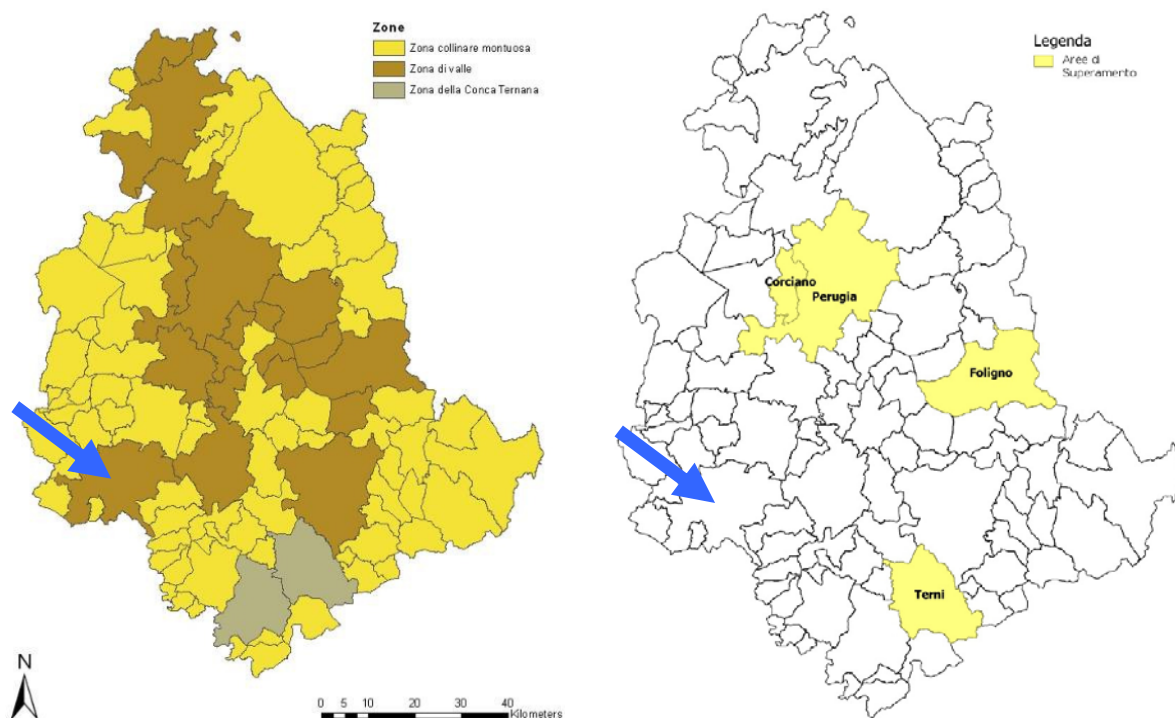 Zone
Zona collinare montuosa
Zona di valle
Zona della Conca Ternana
N
0 5 10 20 30 40
Kilometers
Legenda
Aree di
Superamento
Corciano
Perugia
Foligno
Terni